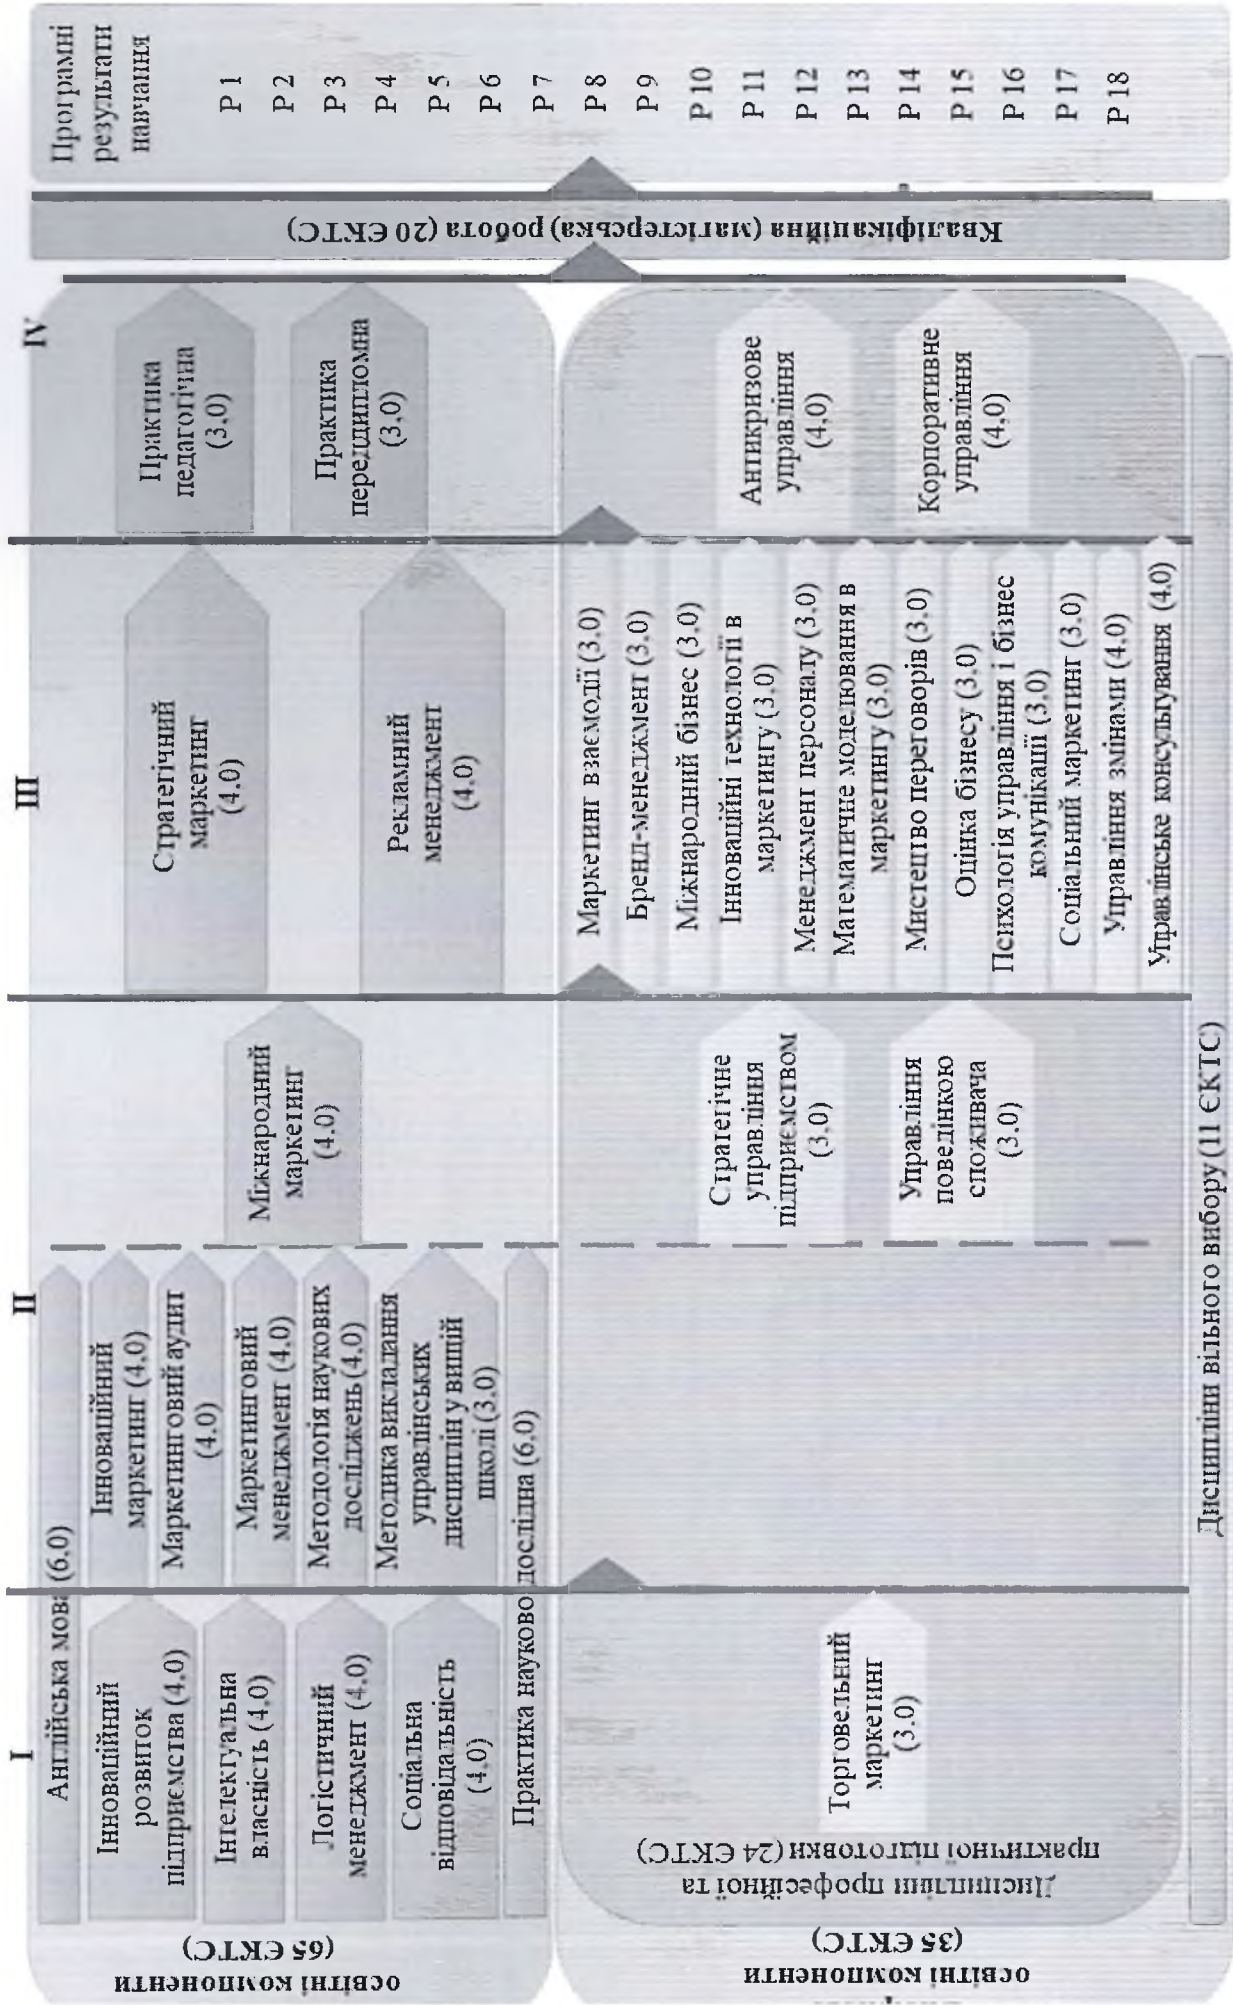 I
II
III
IV
освітні компоненти
(65 ЄКТС)
Англійська мова (6,0)
Інноваційний
розвиток
підприємства (4,0)
Інтелектуальна
власність (4,0)
Логістичний
менеджмент (4,0)
Соціальна
відповідальність
(4,0)
Практика науково дослідна (6,0)
Інноваційний
маркетинг (4,0)
Маркетинговий аудит
(4,0)
Маркетинговий
менеджмент (4,0)
Методологія наукових
досліджень (4,0)
Методика викладання
управлінських
дисциплін у вищій
школі (3,0)
Міжнародний
маркетинг
(4,0)
Стратегічний
маркетинг
(4,0)
Рекламний
менеджмент
(4,0)
Практика
педагогічна
(3,0)
Практика
переддипломна
(3,0)
освітні компоненти
(35 ЄКТС)
Дисципліни професійної та
практичної підготовки (24 ЄКТС)
Торговельний
маркетинг
(3,0)
Стратегічне
управління
підприємством
(3,0)
Управління
поведінкою
споживача
(3,0)
Маркетинг взаємодії (3,0)
Бренд-менеджмент (3,0)
Міжнародний бізнес (3,0)
Інноваційні технології в
маркетингу (3,0)
Менеджмент персоналу (3,0)
Математичне моделювання в
маркетингу (3,0)
Мистецтво переговорів (3,0)
Оцінка бізнесу (3,0)
Психологія управління і бізнес
комунікації (3,0)
Соціальний маркетинг (3,0)
Управління змінами (4,0)
Управлінське консультування (4,0)
Антикризове
управління
(4,0)
Корпоративне
управління
(4,0)
Дисципліни вільного вибору (11 ЄКТС)
Кваліфікаційна (магістерська) робота (20 ЄКТС)
Програмні
результати
навчання
Р 1
Р 2
Р 3
Р 4
Р 5
Р 6
Р 7
Р 8
Р 9
Р 10
Р 11
Р 12
Р 13
Р 14
Р 15
Р 16
Р 17
Р 18